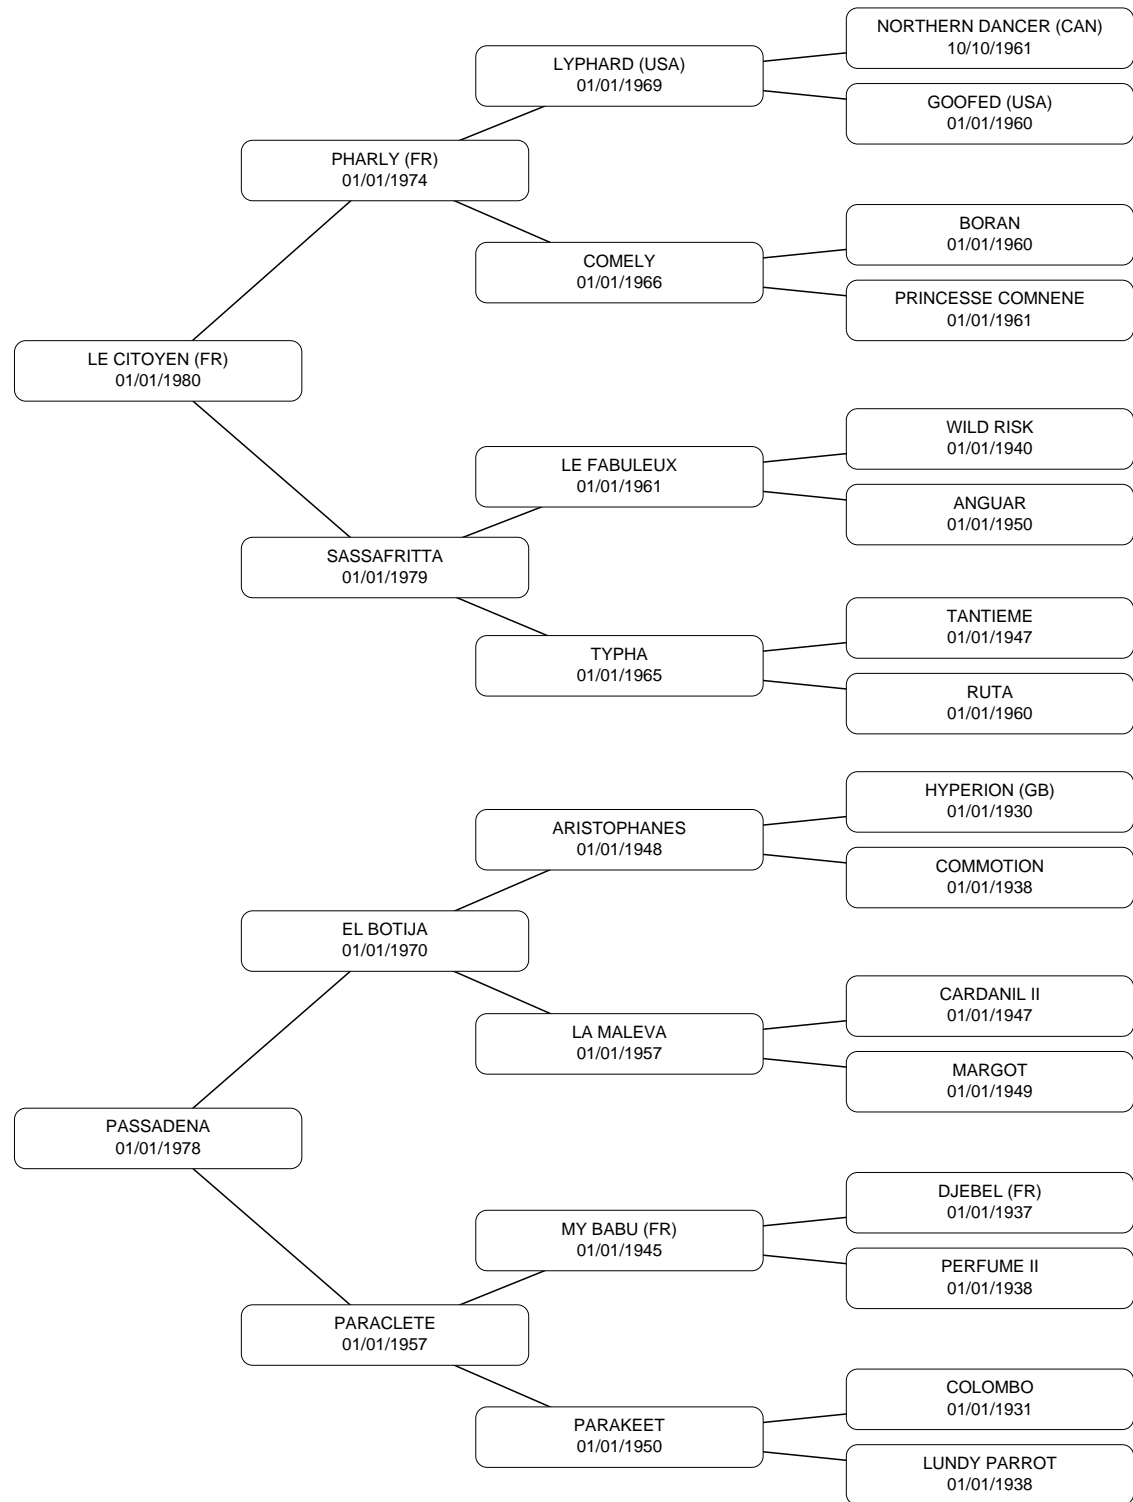 NORTHERN DANCER (CAN)
10/10/1961
LYPHARD (USA)
01/01/1969
GOOFED (USA)
01/01/1960
PHARLY (FR)
01/01/1974
BORAN
01/01/1960
COMELY
01/01/1966
PRINCESSE COMNENE
01/01/1961
LE CITOYEN (FR)
01/01/1980
WILD RISK
01/01/1940
LE FABULEUX
01/01/1961
ANGUAR
01/01/1950
SASSAFRITTA
01/01/1979
TANTIEME
01/01/1947
TYPHA
01/01/1965
RUTA
01/01/1960
HYPERION (GB)
01/01/1930
ARISTOPHANES
01/01/1948
COMMOTION
01/01/1938
EL BOTIJA
01/01/1970
CARDANIL II
01/01/1947
LA MALEVA
01/01/1957
MARGOT
01/01/1949
PASSADENA
01/01/1978
DJEBEL (FR)
01/01/1937
MY BABU (FR)
01/01/1945
PERFUME II
01/01/1938
PARACLETE
01/01/1957
COLOMBO
01/01/1931
PARAKEET
01/01/1950
LUNDY PARROT
01/01/1938